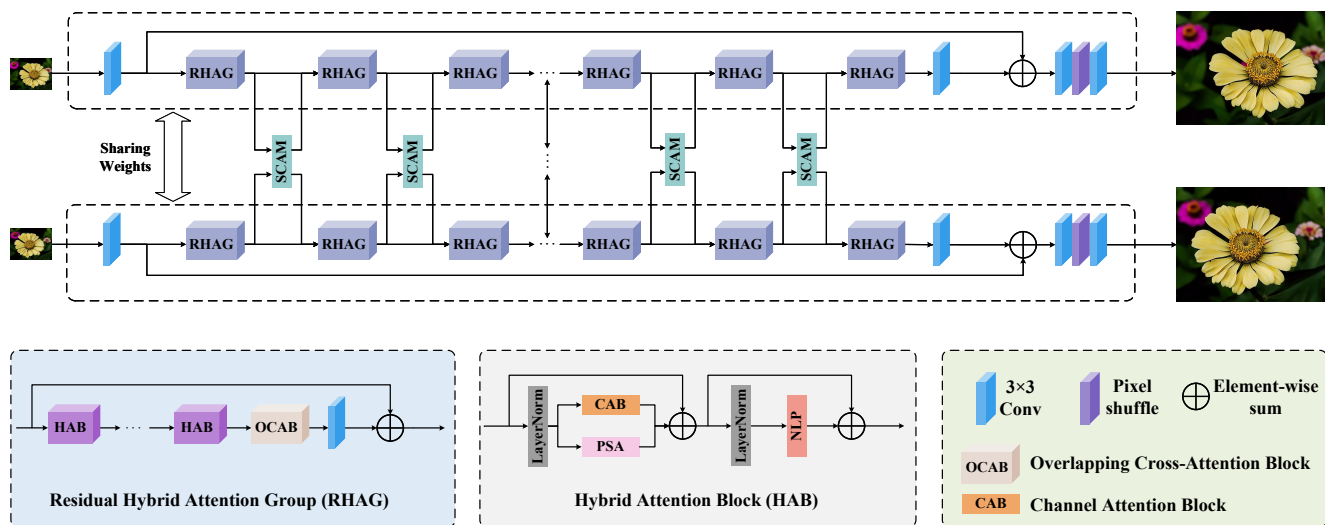 RHAG RHAG RHAG ... RHAG RHAG RHAG
Sharing
Weights
SCAM SCAM ... SCAM SCAM
RHAG RHAG RHAG ... RHAG RHAG RHAG
HAB ... HAB OCAB
Residual Hybrid Attention Group (RHAG)
LayerNorm
CAB
PSA
LayerNorm
NLP
Hybrid Attention Block (HAB)
3×3
Conv
Pixel
shuffle
Element-wise
sum
OCAB Overlapping Cross-Attention Block
CAB Channel Attention Block